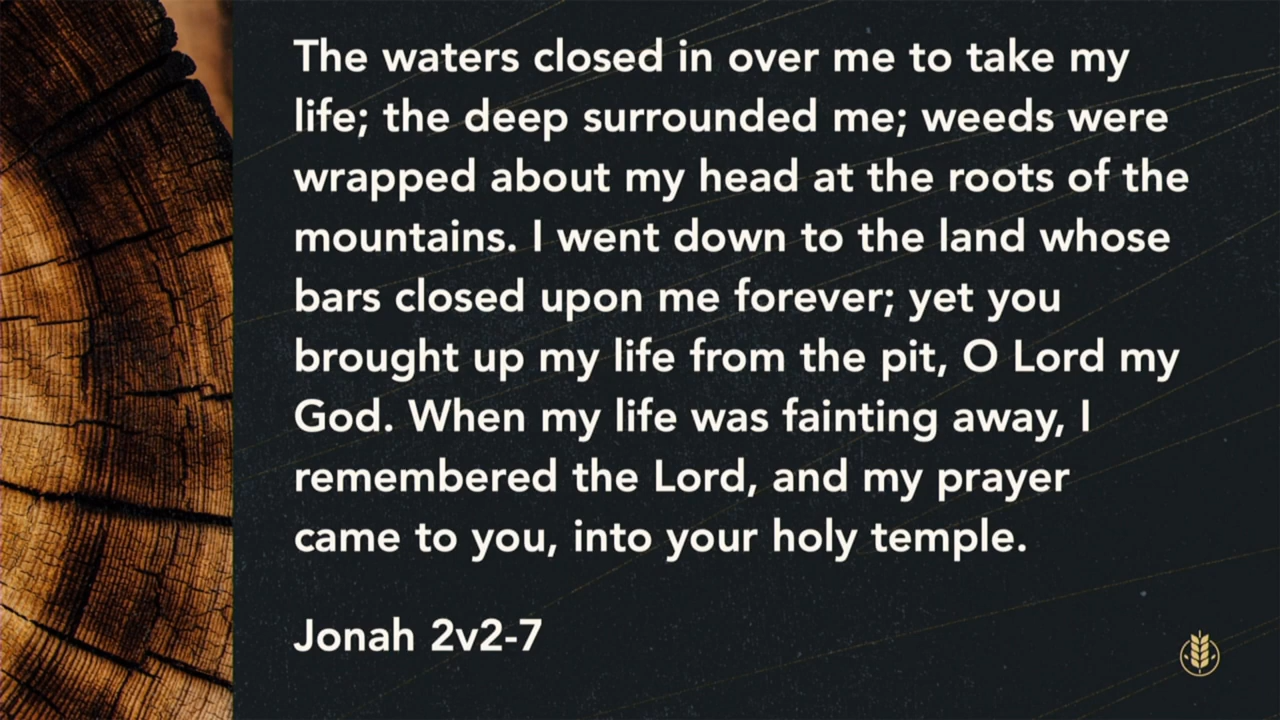 The waters closed in over me to take my
life; the deep surrounded me; weeds were
wrapped about my head at the roots of the
mountains. I went down to the land whose
bars closed upon me forever; yet you
brought up my life from the pit, O Lord my
God. When my life was fainting away, I
remembered the Lord, and my prayer
came to you, into your holy temple.
Jonah 2v2-7